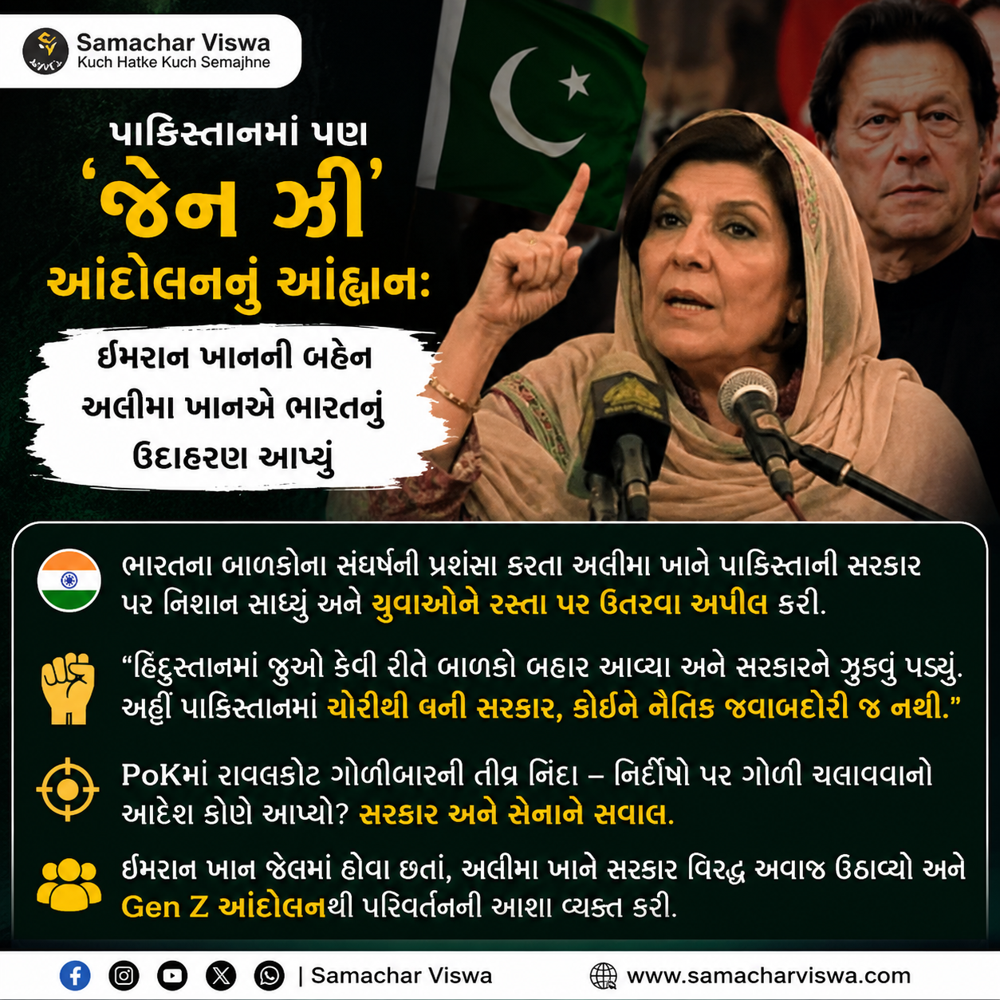 Samachar Viswa
Kuch Hatke Kuch Semajhne
પાકિસ્તાનમાં પણ
‘જેન ઝી’
આંદોલનનું આંહ્વાન:
ઈમરાન ખાનની બહેન
અલીમા ખાનએ ભારતનું
ઉદાહરણ આપ્યું
ભારતના બાળકોના સંઘર્ષની પ્રશંસા કરતા અલીમા ખાને પાકિસ્તાની સરકાર
પર નિશાન સાધ્યું અને યુવાઓને રસ્તા પર ઉતરવા અપીલ કરી.
“હિંદુસ્તાનમાં જુઓ કેવી રીતે બાળકો બહાર આવ્યા અને સરકારને ઝુકવું પડ્યું.
અહીં પાકિસ્તાનમાં ચોરીથી બની સરકાર, કોઈને નૈતિક જવાબદોરી જ નથી.”
PoKમાં રાવલકોટ ગોળીબારની તીવ્ર નિંદા – નિર્દોષો પર ગોળી ચલાવવાનો
આદેશ કોણે આપ્યો? સરકાર અને સેનાને સવાલ.
ઈમરાન ખાન જેલમાં હોવા છતાં, અલીમા ખાને સરકાર વિરદ્ધ અવાજ ઉઠાવ્યો અને
Gen Z આંદોલનથી પરિવર્તનની આશા વ્યક્ત કરી.
| Samachar Viswa
www.samacharviswa.com